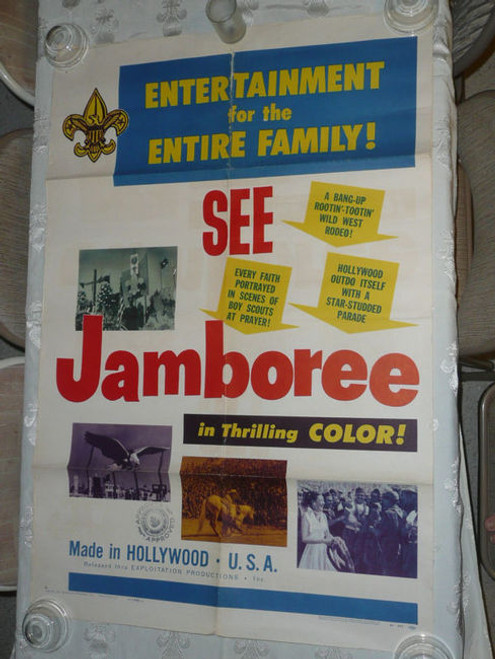 ENTERTAINMENT
for the
ENTIRE FAMILY!
SEE
A BANG-UP
ROOTIN'-TOOTIN'
WILD WEST
RODEO!
EVERY FAITH
PORTRAYED
IN SCENES OF
BOY SCOUTS
AT PRAYER!
HOLLYWOOD
OUTDO ITSELF
WITH A
STAR-STUDDED
PARADE
Jamboree
in Thrilling COLOR!
Made in HOLLYWOOD • U.S.A.
Released thru EXPLOITATION PRODUCTIONS • Inc.